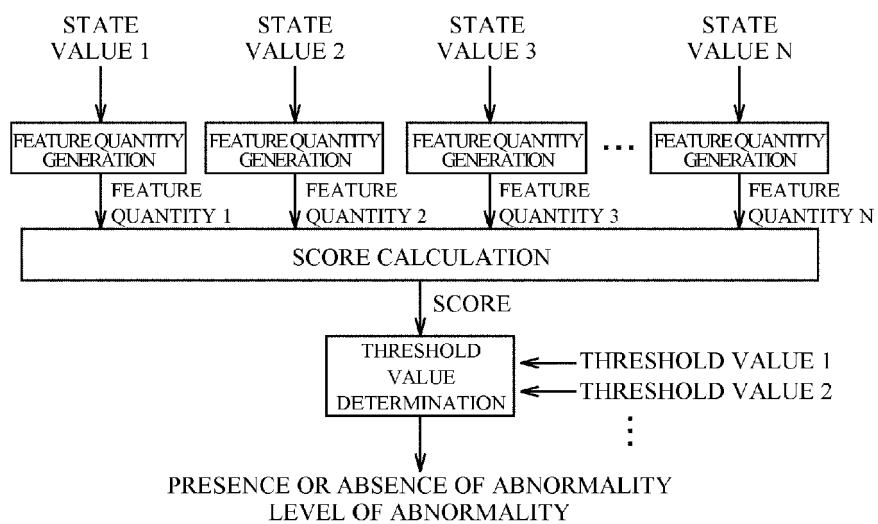 STATE VALUE 1
STATE VALUE 2
STATE VALUE 3
STATE VALUE N
FEATURE QUANTITY GENERATION
FEATURE QUANTITY GENERATION
FEATURE QUANTITY GENERATION
...
FEATURE QUANTITY GENERATION
FEATURE QUANTITY 1
FEATURE QUANTITY 2
FEATURE QUANTITY 3
FEATURE QUANTITY N
SCORE CALCULATION
SCORE
THRESHOLD
VALUE
DETERMINATION
THRESHOLD VALUE 1
THRESHOLD VALUE 2
⋮
PRESENCE OR ABSENCE OF ABNORMALITY
LEVEL OF ABNORMALITY